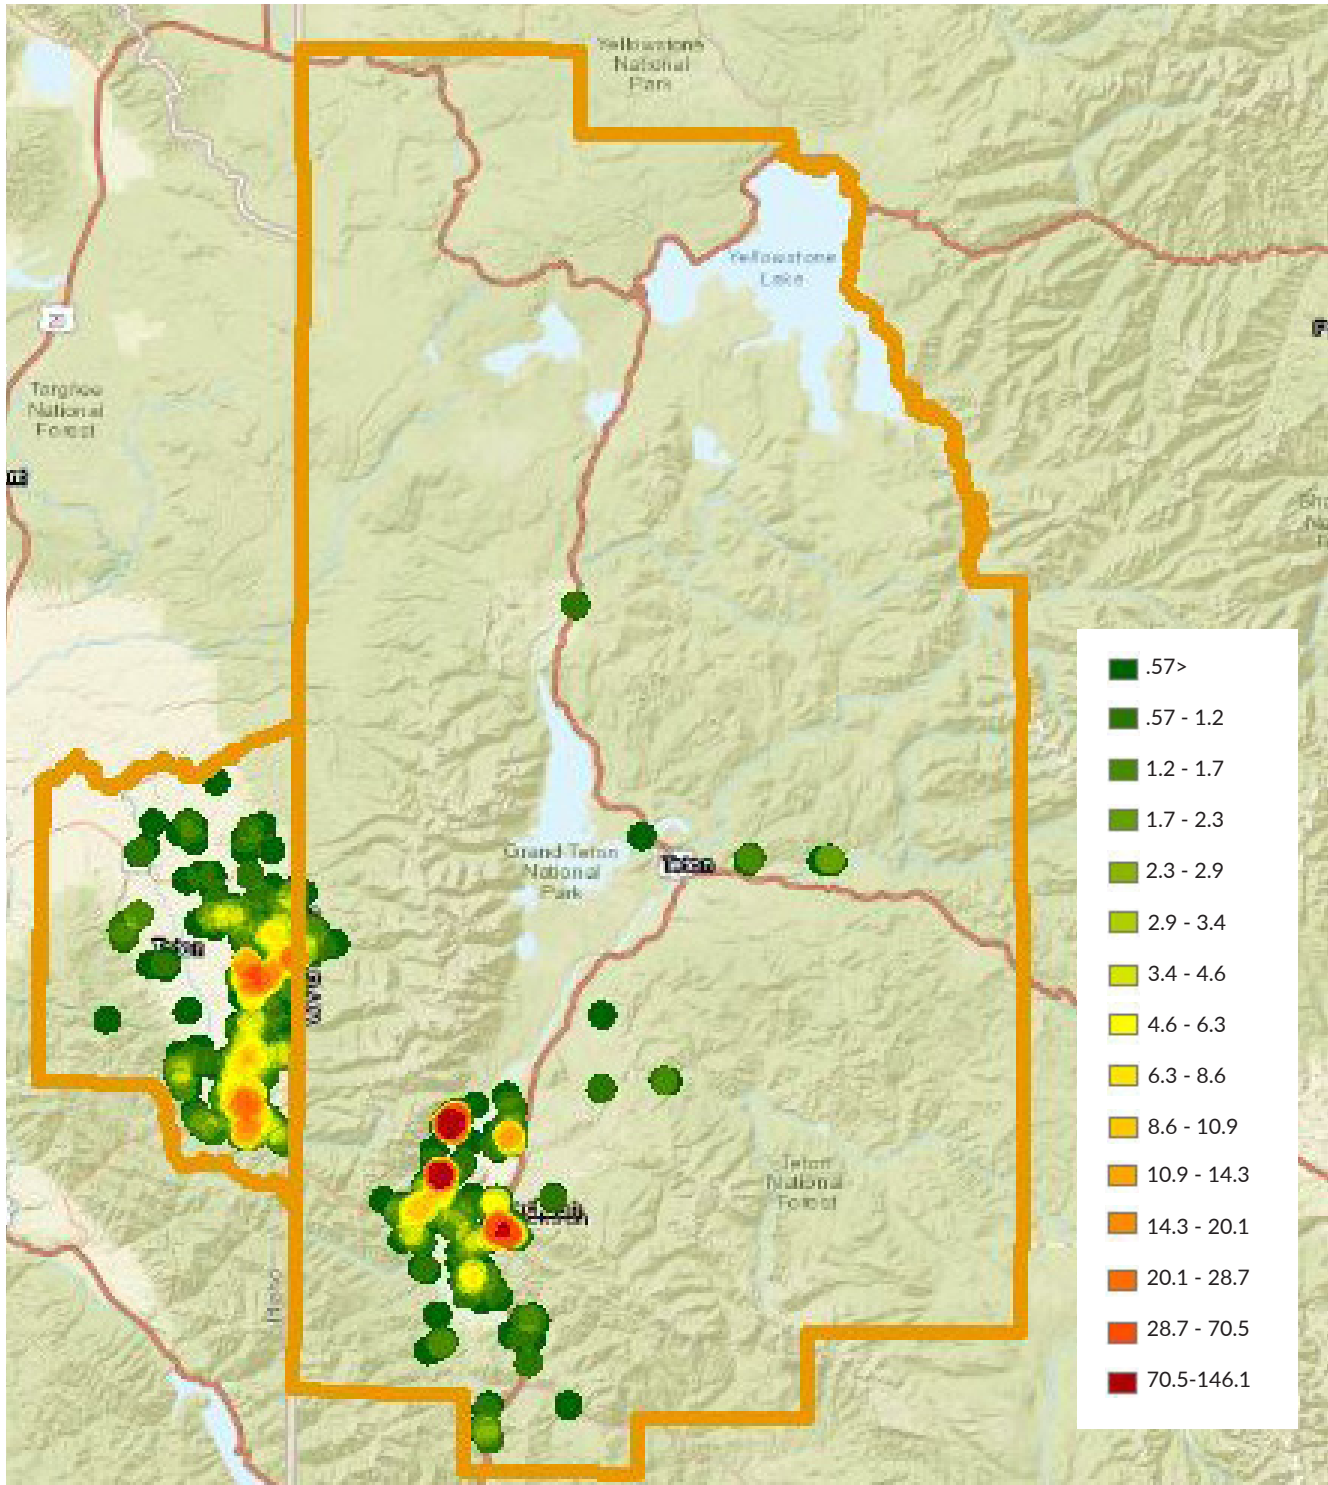 Yellowstone
National
Park
Yellowstone
Lake
20
Targhee
National
Forest
Grand Teton
National
Park
Teton
Teton
Teton
National
Forest
Idaho
.57>
.57 - 1.2
1.2 - 1.7
1.7 - 2.3
2.3 - 2.9
2.9 - 3.4
3.4 - 4.6
4.6 - 6.3
6.3 - 8.6
8.6 - 10.9
10.9 - 14.3
14.3 - 20.1
20.1 - 28.7
28.7 - 70.5
70.5-146.1